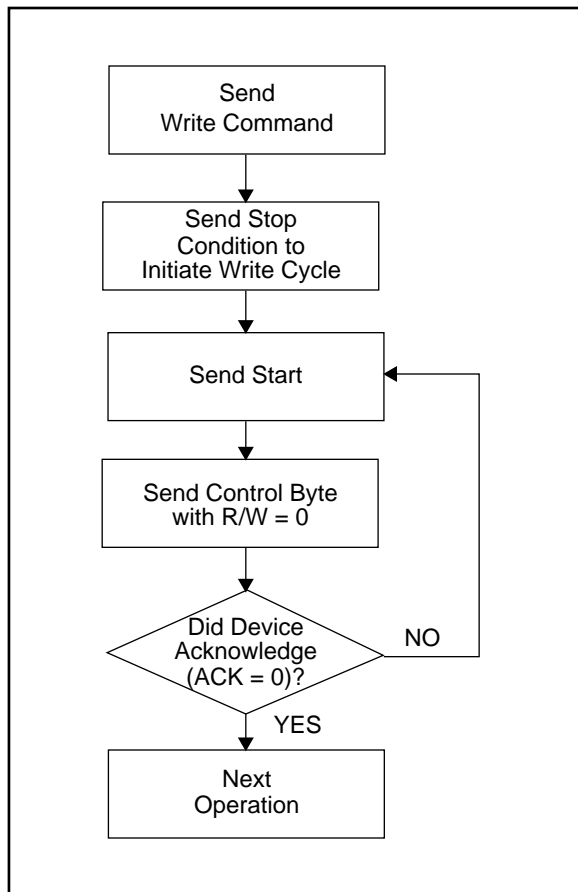 Send
Write Command
Send Stop
Condition to
Initiate Write Cycle
Send Start
Send Control Byte
with R/W = 0
Did Device
Acknowledge
(ACK = 0)?
NO
YES
Next
Operation